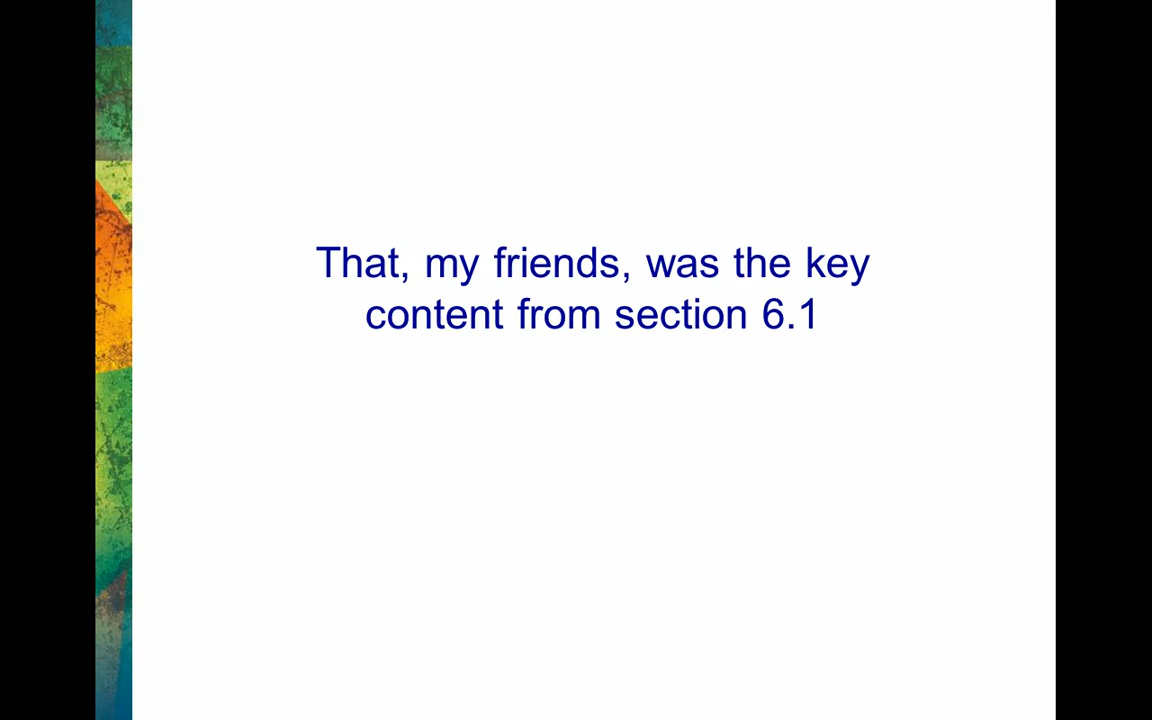 That, my friends, was the key
content from section 6.1